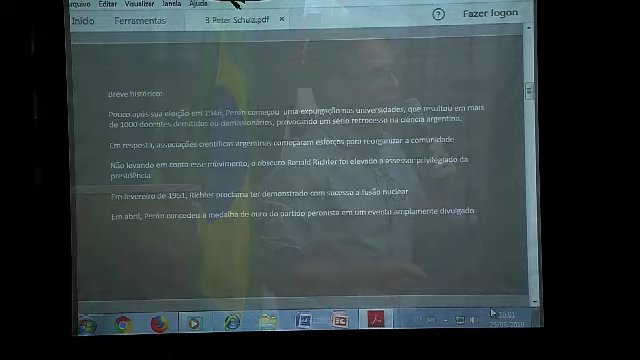 Arquivo Editar Visualizar Janela Ajuda
Início Ferramentas 3 Peter Schulz.pdf × ? Fazer logon
Breve histórico:
Pouco após sua eleição em 1946, Perón começou uma expurgação nas universidades, que resultou em mais
de 1000 docentes demitidos ou demissionários, provocando um sério retrocesso na ciência argentina.
Em resposta, associações científicas argentinas começaram esforços para reorganizar a comunidade
Não levando em conta esse movimento, o obscuro Ronald Richter foi elevado a assessor privilegiado da
presidência
Em fevereiro de 1951, Richter proclama ter demonstrado com sucesso a fusão nuclear
Em abril, Perón concedeu a medalha de ouro do partido peronista em um evento amplamente divulgado
16:01